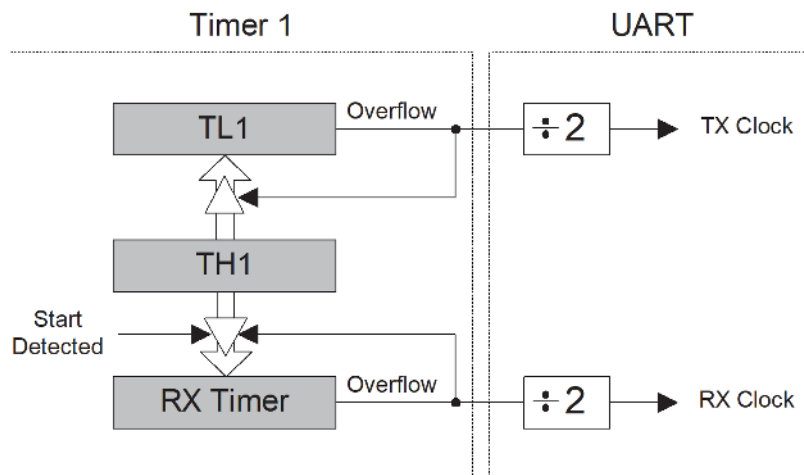 Timer 1
UART
TL1
Overflow
÷2
TX Clock
TH1
Start
Detected
RX Timer
Overflow
÷2
RX Clock